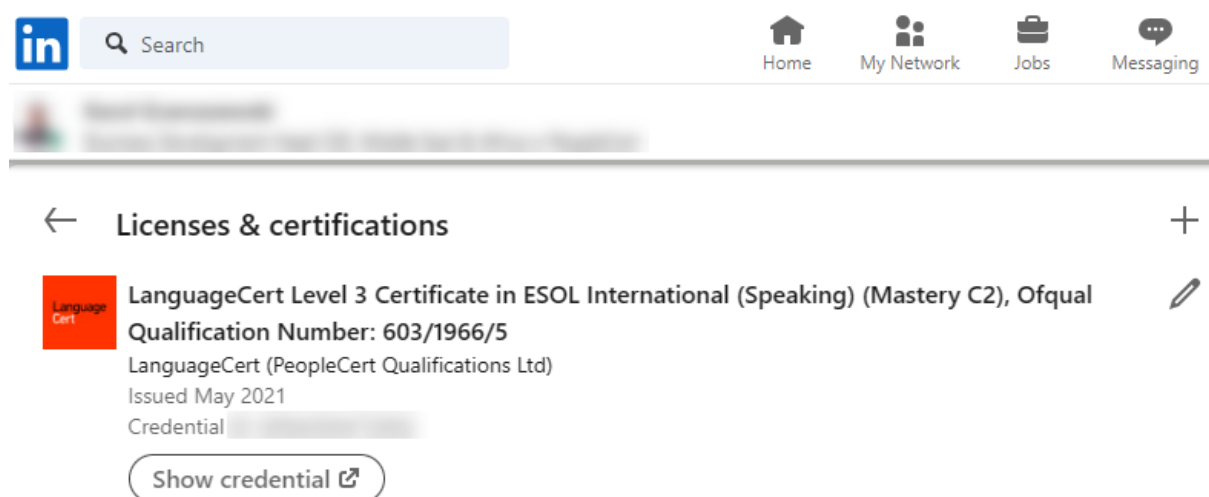 in
Search
Home
My Network
Jobs
Messaging
Licenses & certifications
Language
Cert
LanguageCert Level 3 Certificate in ESOL International (Speaking) (Mastery C2), Ofqual
Qualification Number: 603/1966/5
LanguageCert (PeopleCert Qualifications Ltd)
Issued May 2021
Credential
Show credential